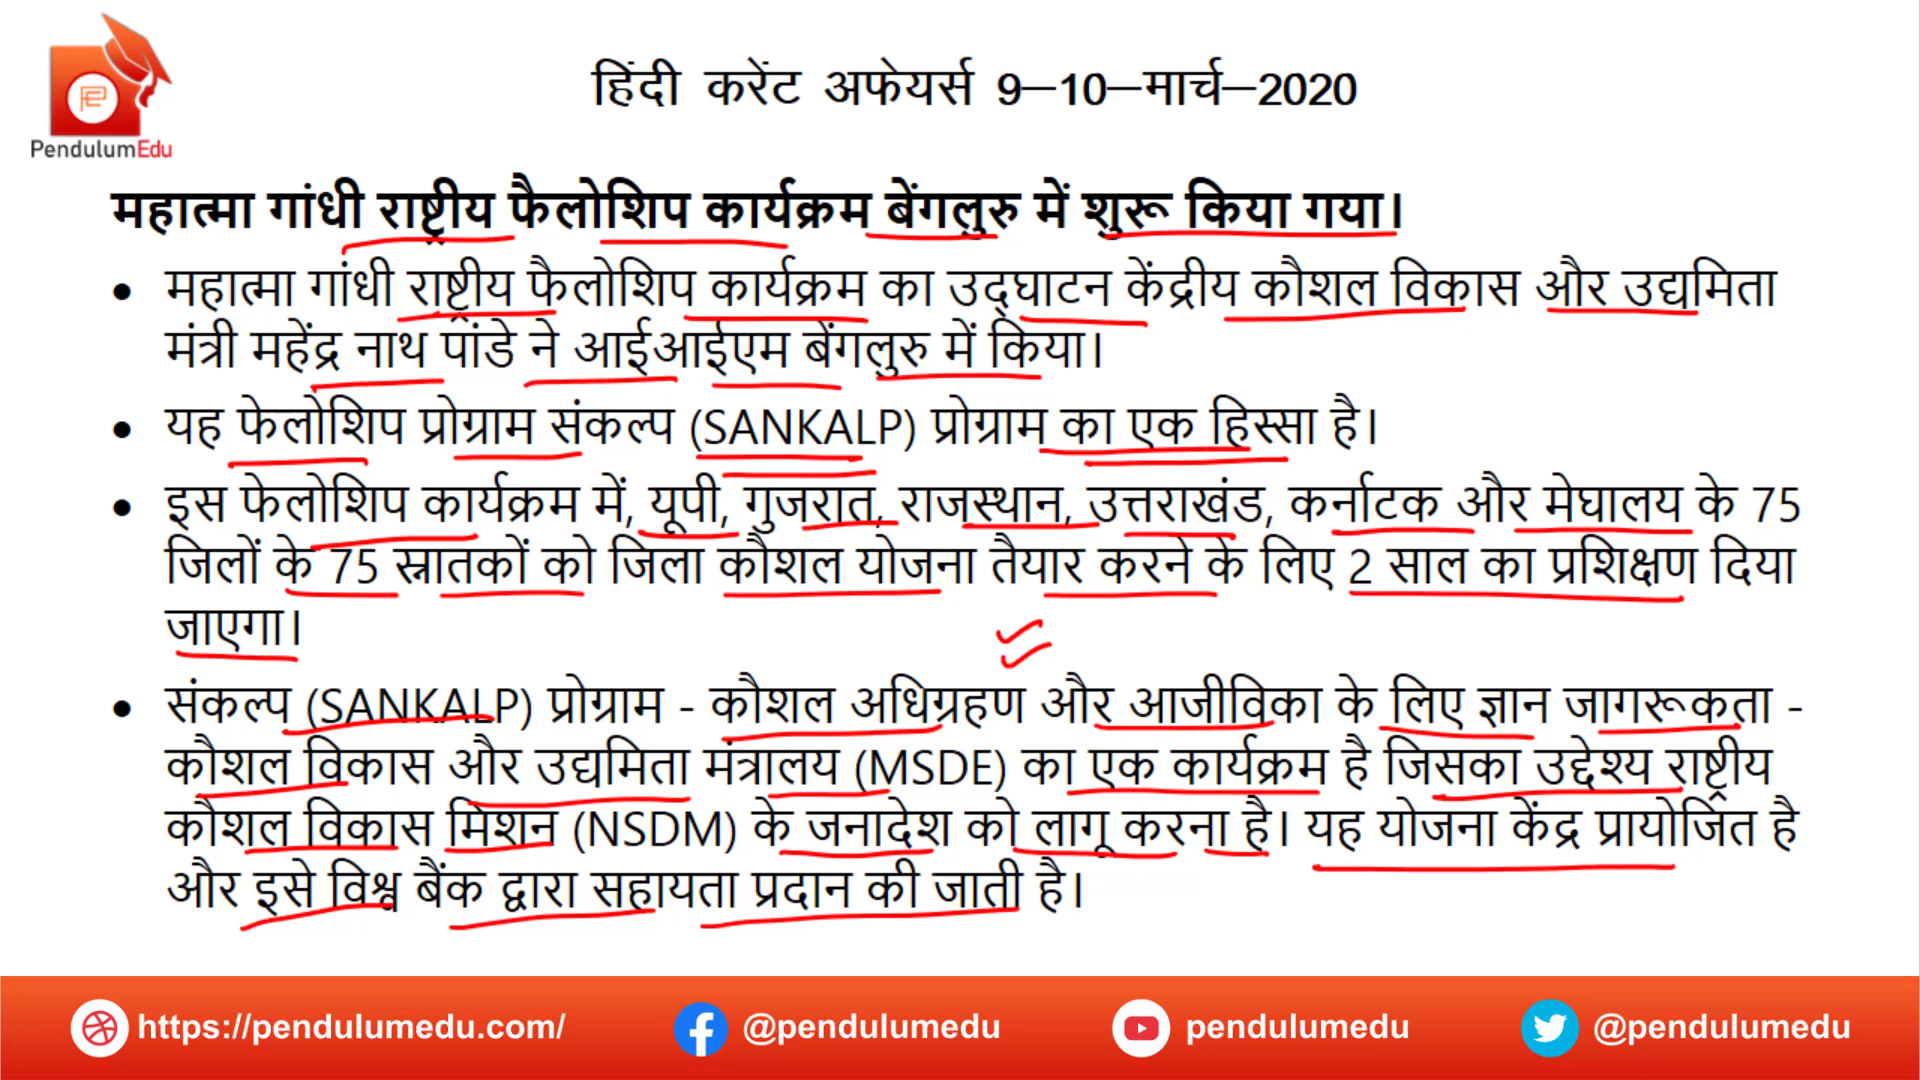 PendulumEdu
हिंदी करेंट अफेयर्स 9–10–मार्च–2020
महात्मा गांधी राष्ट्रीय फैलोशिप कार्यक्रम बेंगलुरु में शुरू किया गया।
• महात्मा गांधी राष्ट्रीय फैलोशिप कार्यक्रम का उद्घाटन केंद्रीय कौशल विकास और उद्यमिता
मंत्री महेंद्र नाथ पांडे ने आईआईएम बेंगलुरु में किया।
• यह फेलोशिप प्रोग्राम संकल्प (SANKALP) प्रोग्राम का एक हिस्सा है।
• इस फेलोशिप कार्यक्रम में, यूपी, गुजरात, राजस्थान, उत्तराखंड, कर्नाटक और मेघालय के 75
जिलों के 75 स्नातकों को जिला कौशल योजना तैयार करने के लिए 2 साल का प्रशिक्षण दिया
जाएगा।
• संकल्प (SANKALP) प्रोग्राम - कौशल अधिग्रहण और आजीविका के लिए ज्ञान जागरूकता -
कौशल विकास और उद्यमिता मंत्रालय (MSDE) का एक कार्यक्रम है जिसका उद्देश्य राष्ट्रीय
कौशल विकास मिशन (NSDM) के जनादेश को लागू करना है। यह योजना केंद्र प्रायोजित है
और इसे विश्व बैंक द्वारा सहायता प्रदान की जाती है।
https://pendulumedu.com/ @pendulumedu pendulumedu @pendulumedu